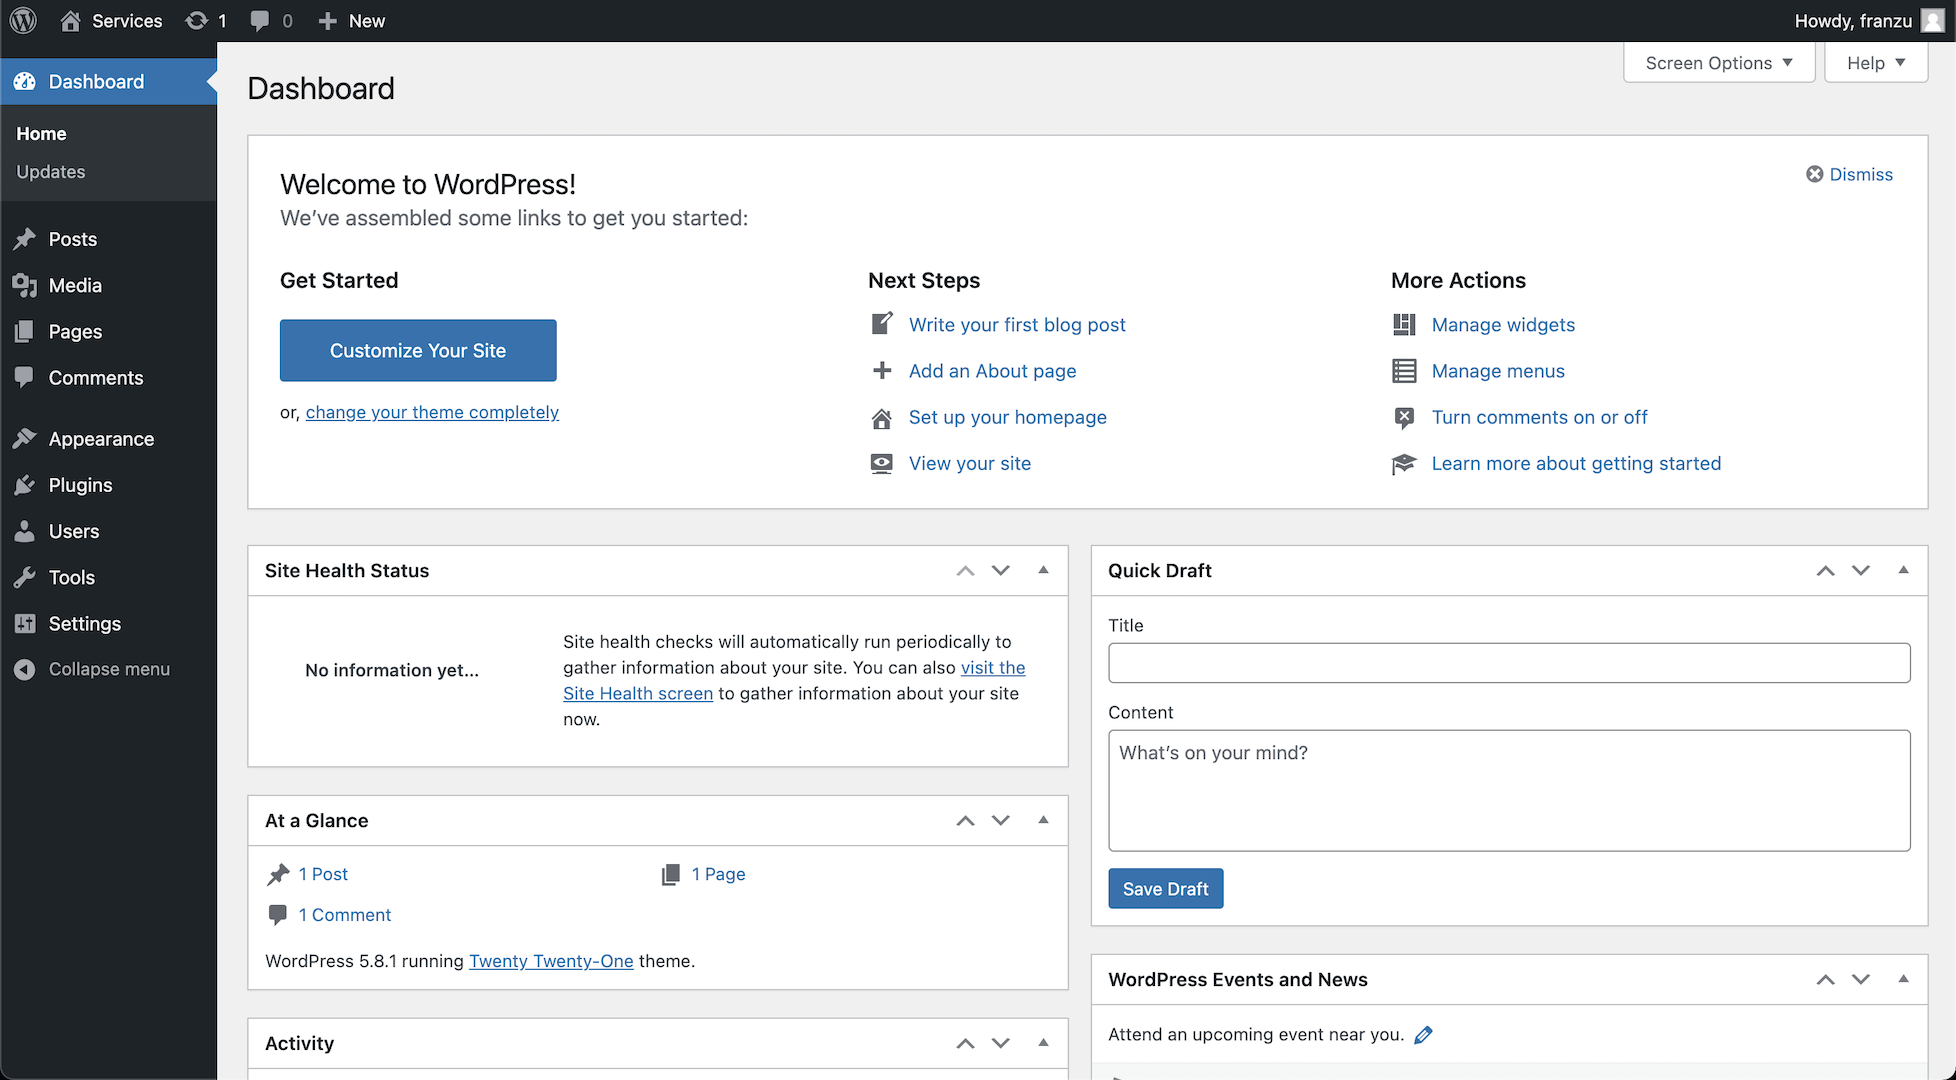 Services 1 0 New Howdy, franzu
Dashboard
Home
Updates
Posts
Media
Pages
Comments
Appearance
Plugins
Users
Tools
Settings
Collapse menu
Screen Options Help
Dashboard
Welcome to WordPress!
Dismiss
We’ve assembled some links to get you started:
Get Started
Customize Your Site
or, change your theme completely
Next Steps
Write your first blog post
Add an About page
Set up your homepage
View your site
More Actions
Manage widgets
Manage menus
Turn comments on or off
Learn more about getting started
Site Health Status
No information yet...
Site health checks will automatically run periodically to
gather information about your site. You can also visit the
Site Health screen to gather information about your site
now.
At a Glance
1 Post
1 Page
1 Comment
WordPress 5.8.1 running Twenty Twenty-One theme.
Activity
Quick Draft
Title
Content
What’s on your mind?
Save Draft
WordPress Events and News
Attend an upcoming event near you.